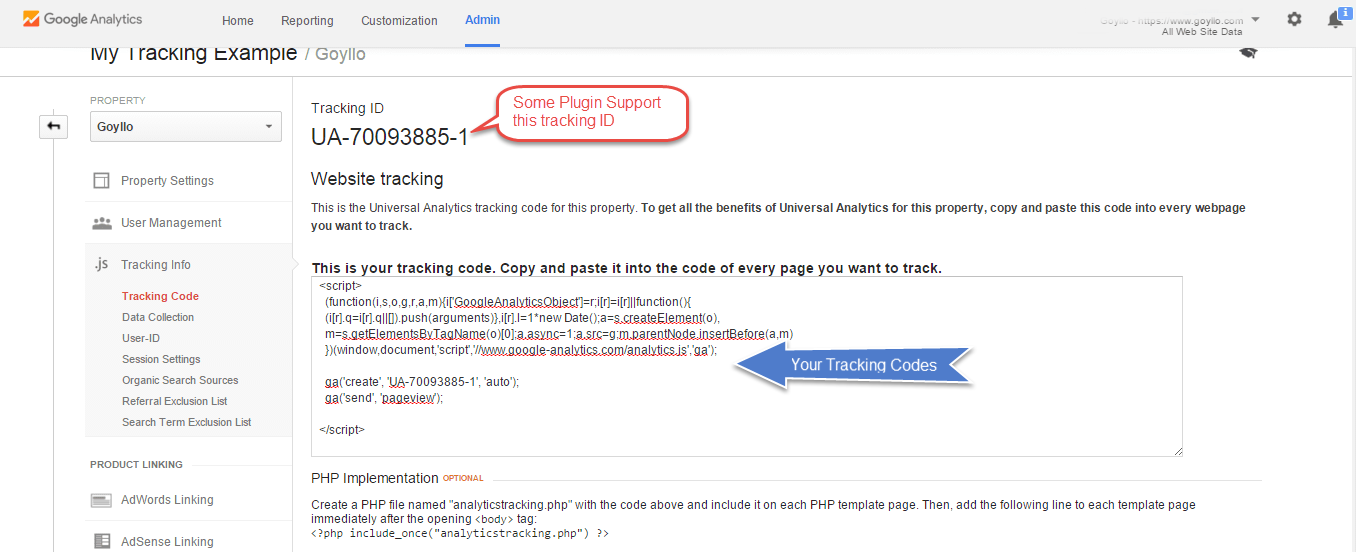 Google Analytics
Home Reporting Customization Admin
Goyllo - https://www.goyllo.com
All Web Site Data
i
My Tracking Example / Goyllo
PROPERTY
Goyllo
Property Settings
User Management
.js Tracking Info
Tracking Code
Data Collection
User-ID
Session Settings
Organic Search Sources
Referral Exclusion List
Search Term Exclusion List
PRODUCT LINKING
AdWords Linking
AdSense Linking
Tracking ID
UA-70093885-1
Some Plugin Support
this tracking ID
Website tracking
This is the Universal Analytics tracking code for this property. To get all the benefits of Universal Analytics for this property, copy and paste this code into every webpage
you want to track.
This is your tracking code. Copy and paste it into the code of every page you want to track.
<script>
(function(i,s,o,g,r,a,m){i['GoogleAnalyticsObject']=r;i[r]=i[r]||function(){
(i[r].q=i[r].q||[]).push(arguments)},i[r].l=1*new Date();a=s.createElement(o),
m=s.getElementsByTagName(o)[0];a.async=1;a.src=g;m.parentNode.insertBefore(a,m)
})(window,document,'script','//www.google-analytics.com/analytics.js','ga');
ga('create', 'UA-70093885-1', 'auto');
ga('send', 'pageview');
</script>
Your Tracking Codes
PHP Implementation OPTIONAL
Create a PHP file named "analyticstracking.php" with the code above and include it on each PHP template page. Then, add the following line to each template page
immediately after the opening <body> tag:
<?php include_once("analyticstracking.php") ?>